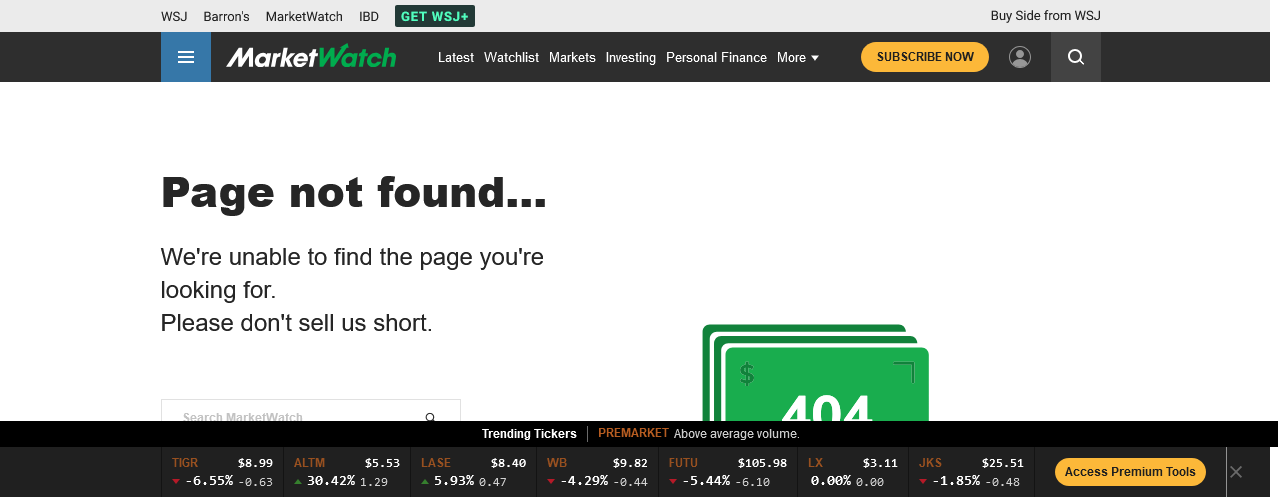 WSJ Barron's MarketWatch IBD GET WSJ+ Buy Side from WSJ
MarketWatch Latest Watchlist Markets Investing Personal Finance More SUBSCRIBE NOW
Page not found...
We're unable to find the page you're
looking for.
Please don't sell us short.
$
404
Search MarketWatch
Trending Tickers PREMARKET Above average volume.
TIGR $8.99 ALTM $5.53 LASE $8.40 WB $9.82 FUTU $105.98 LX $3.11 JKS $25.51
-6.55% -0.63 30.42% 1.29 5.93% 0.47 -4.29% -0.44 -5.44% -6.10 0.00% 0.00 -1.85% -0.48
Access Premium Tools